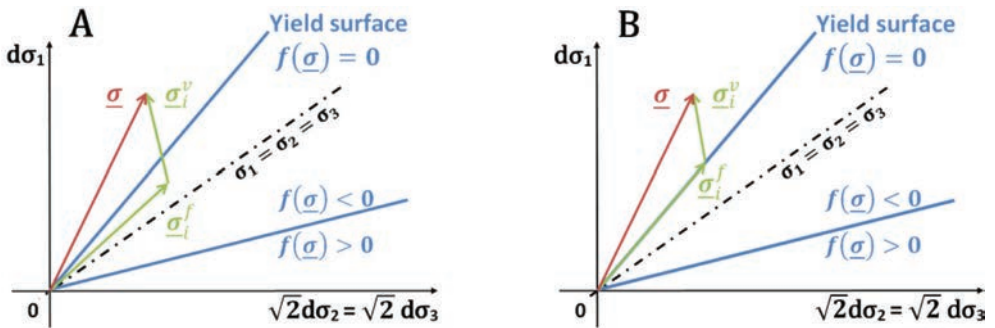 A
Yield surface
f(σ) = 0
dσ₁
σ
σᵢᵛ
σ₁ = σ₂ = σ₃
σᵢᶠ
f(σ) < 0
f(σ) > 0
0
√2dσ₂ = √2 dσ₃
B
Yield surface
f(σ) = 0
dσ₁
σ
σᵢᵛ
σ₁ = σ₂ = σ₃
σᵢᶠ
f(σ) < 0
f(σ) > 0
0
√2dσ₂ = √2 dσ₃